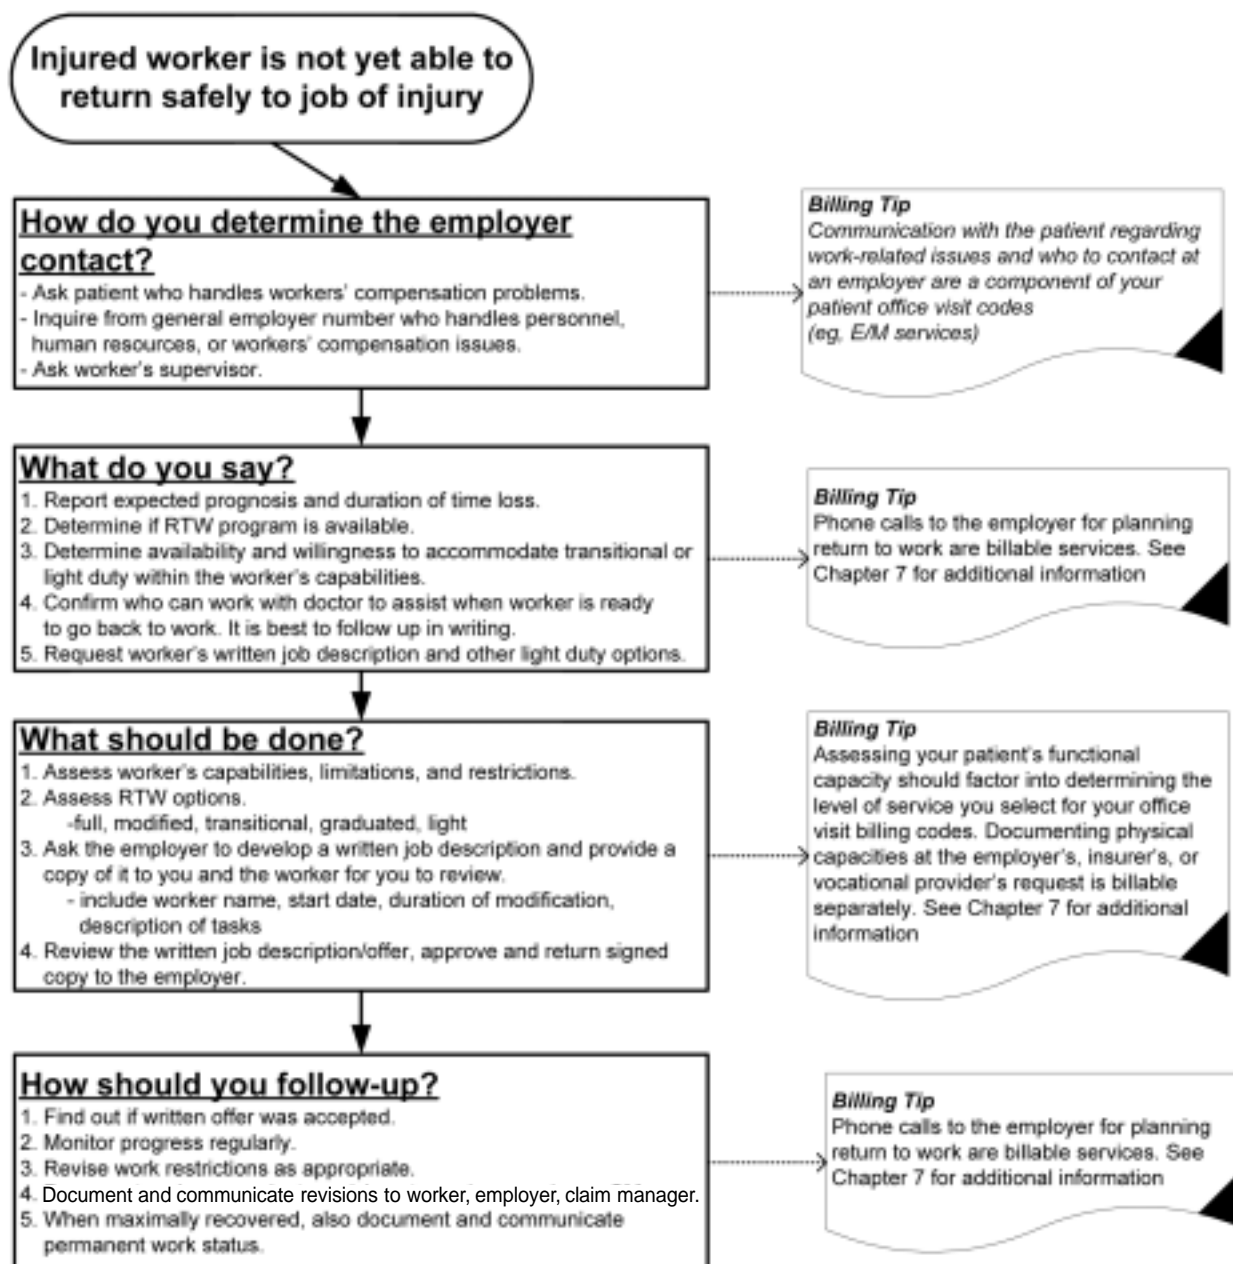 Injured worker is not yet able to
return safely to job of injury
How do you determine the employer
contact?
- Ask patient who handles workers' compensation problems.
- Inquire from general employer number who handles personnel,
human resources, or workers' compensation issues.
- Ask worker's supervisor.
Billing Tip
Communication with the patient regarding
work-related issues and who to contact at
an employer are a component of your
patient office visit codes
(eg, E/M services)
What do you say?
1. Report expected prognosis and duration of time loss.
2. Determine if RTW program is available.
3. Determine availability and willingness to accommodate transitional or
light duty within the worker's capabilities.
4. Confirm who can work with doctor to assist when worker is ready
to go back to work. It is best to follow up in writing.
5. Request worker's written job description and other light duty options.
Billing Tip
Phone calls to the employer for planning
return to work are billable services. See
Chapter 7 for additional information
What should be done?
1. Assess worker's capabilities, limitations, and restrictions.
2. Assess RTW options.
-full, modified, transitional, graduated, light
3. Ask the employer to develop a written job description and provide a
copy of it to you and the worker for you to review.
- include worker name, start date, duration of modification,
description of tasks
4. Review the written job description/offer, approve and return signed
copy to the employer.
Billing Tip
Assessing your patient's functional
capacity should factor into determining the
level of service you select for your office
visit billing codes. Documenting physical
capacities at the employer's, insurer's, or
vocational provider's request is billable
separately. See Chapter 7 for additional
information
How should you follow-up?
1. Find out if written offer was accepted.
2. Monitor progress regularly.
3. Revise work restrictions as appropriate.
4. Document and communicate revisions to worker, employer, claim manager.
5. When maximally recovered, also document and communicate
permanent work status.
Billing Tip
Phone calls to the employer for planning
return to work are billable services. See
Chapter 7 for additional information